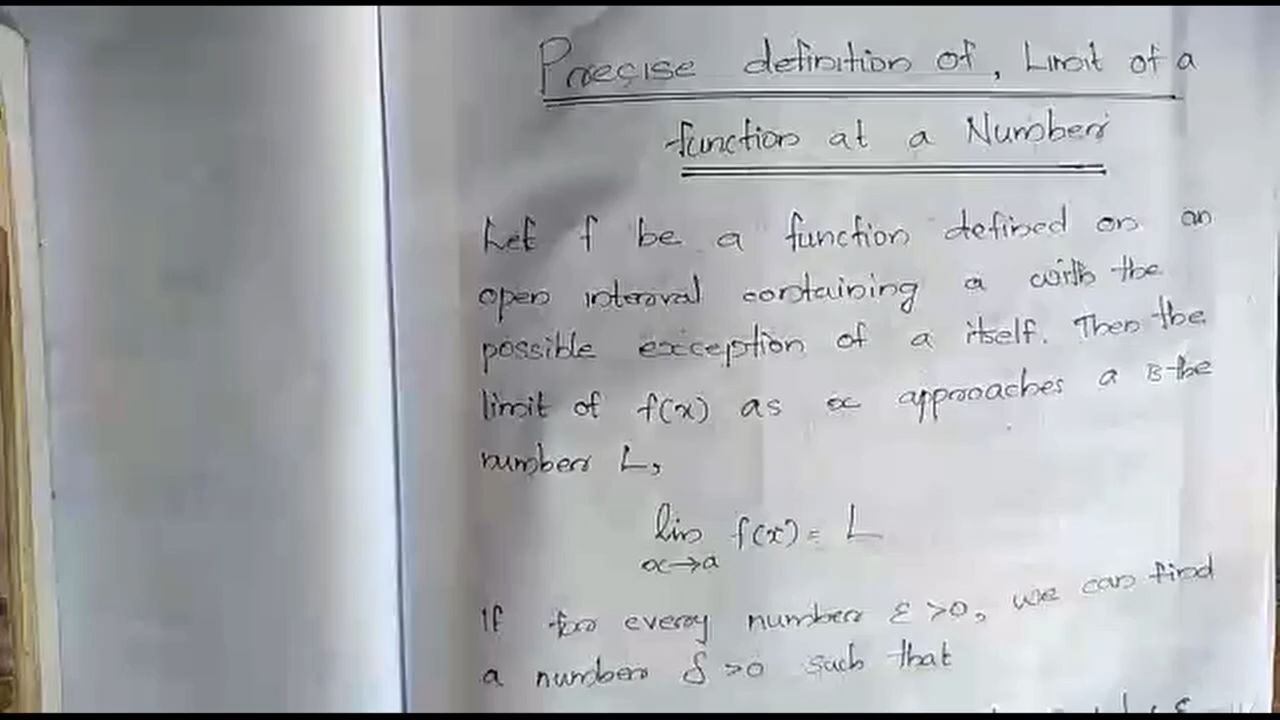 Precise definition of, Limit of a
function at a Number
Let f be a function defined on an
open interval containing a with the
possible exception of a itself. Then the
limit of f(x) as x approaches a is the
number L,
lim f(x) = L
x→a
If for every number ε >0, we can find
a number δ >0 such that